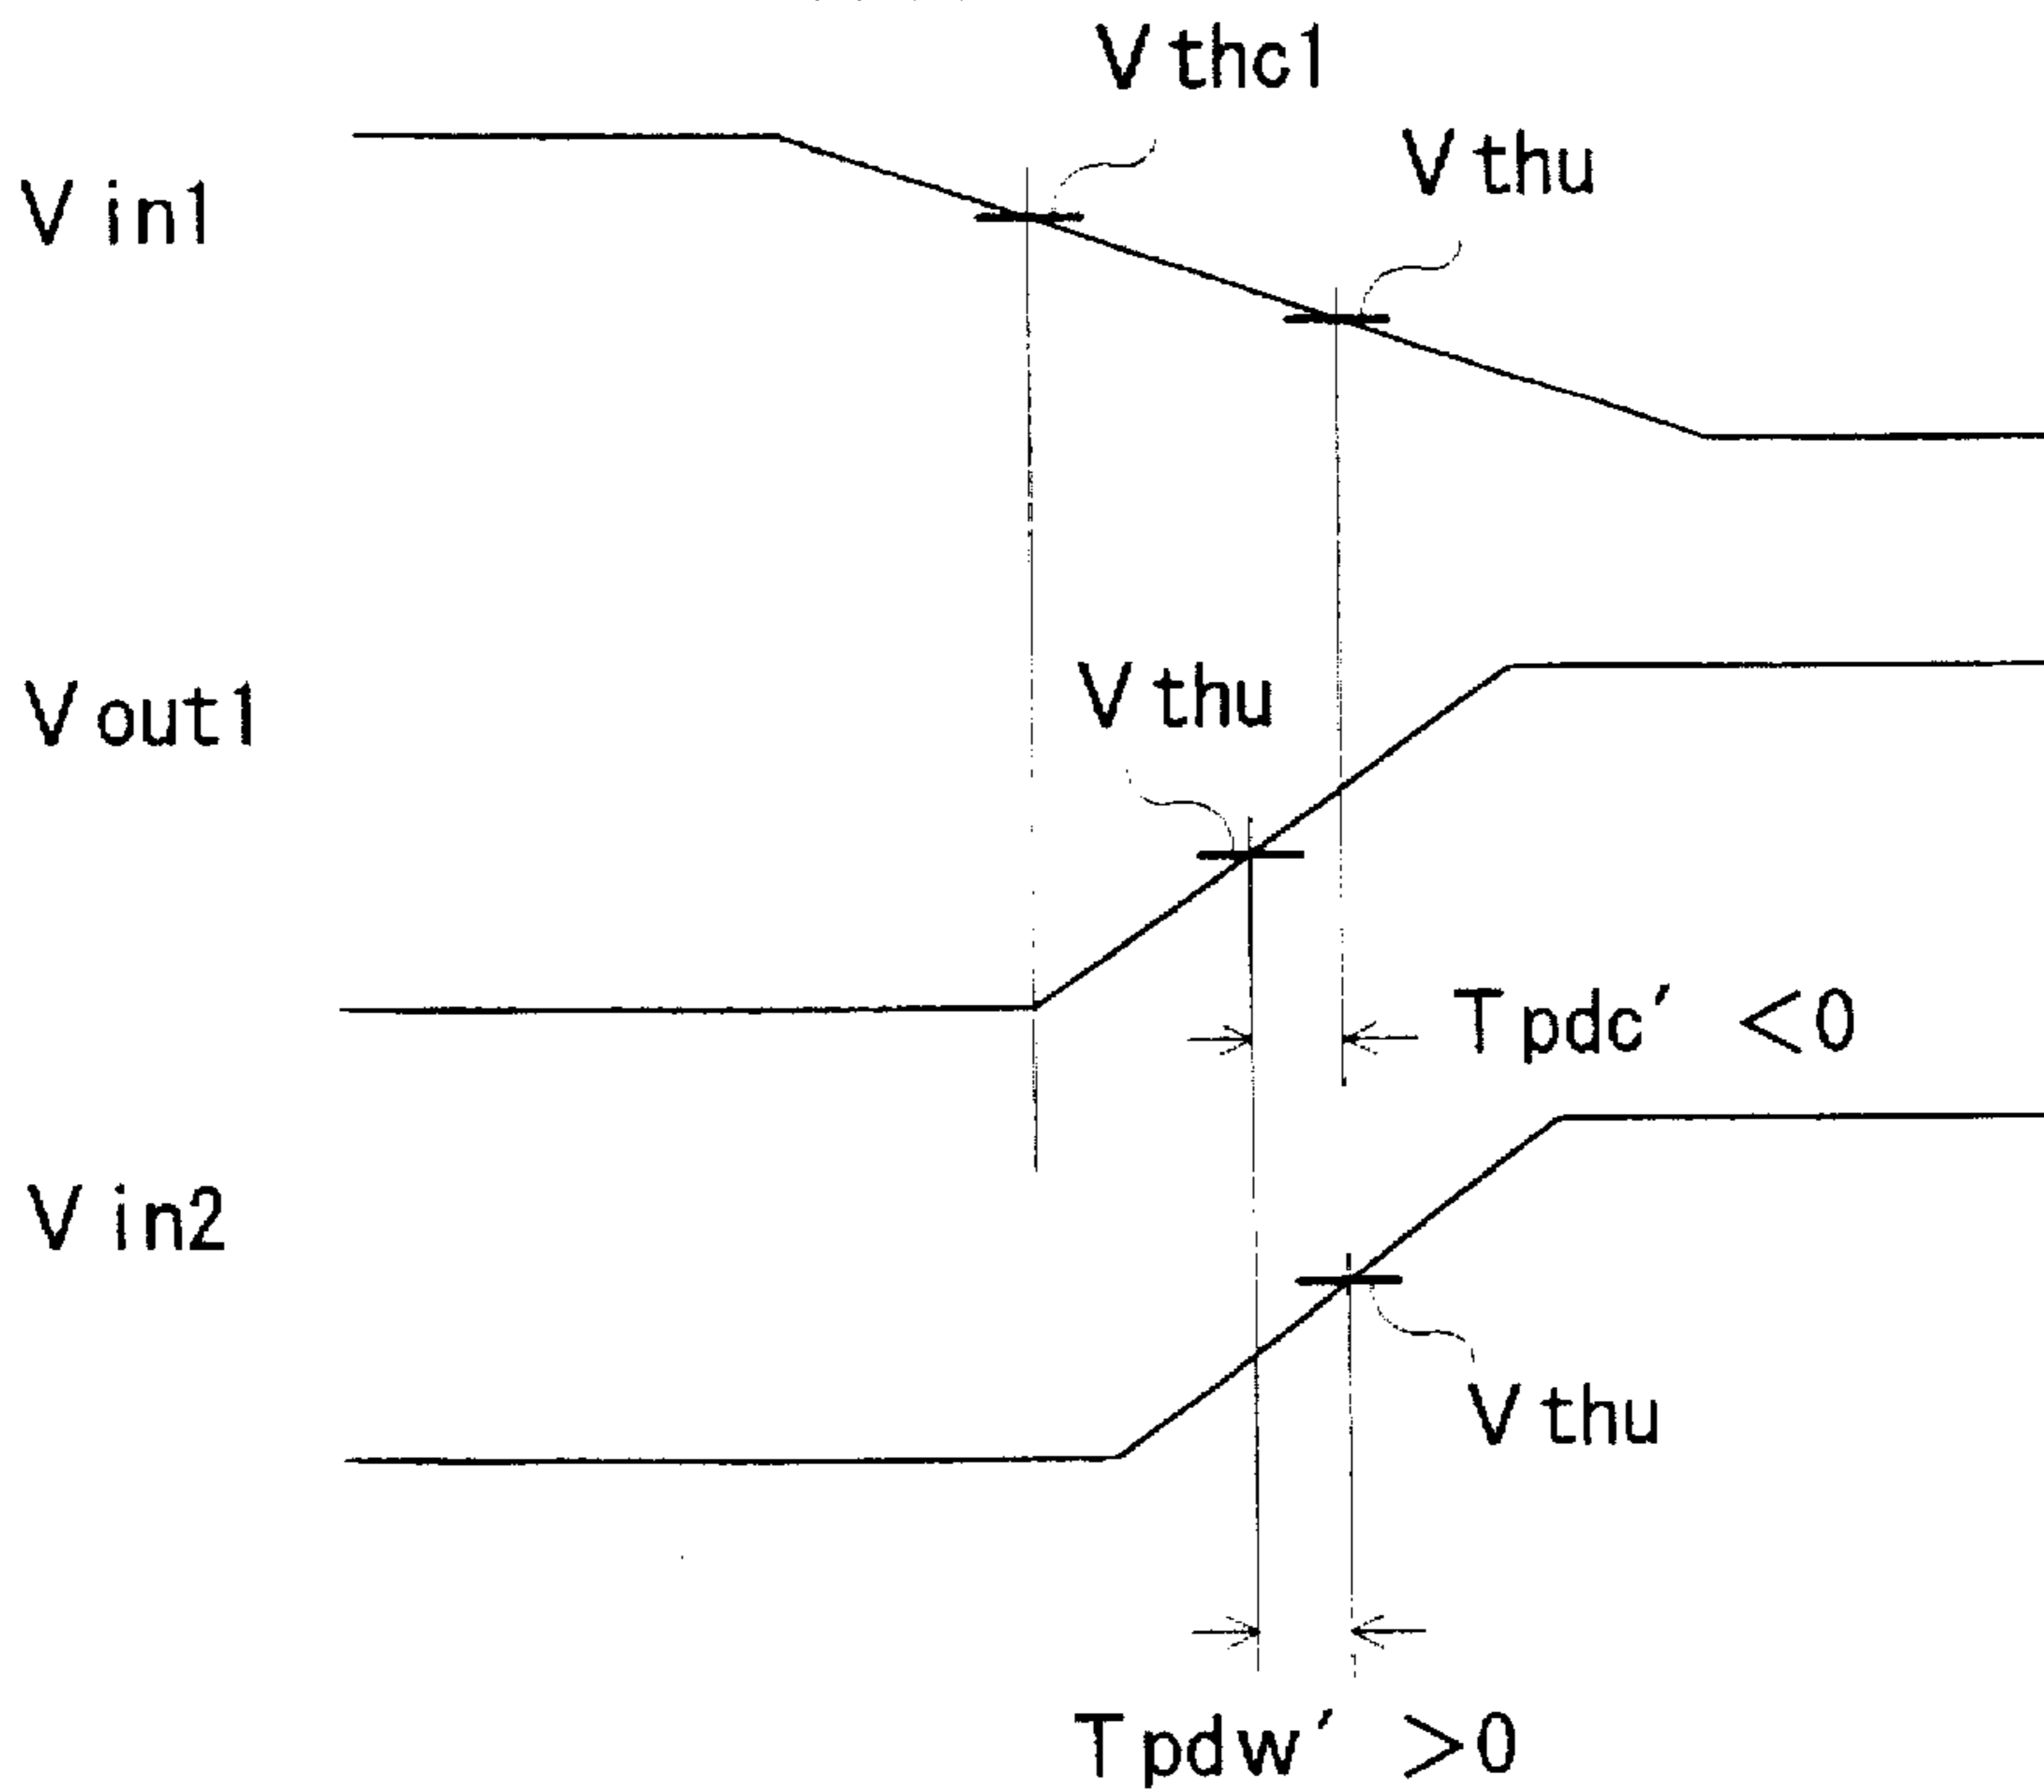 Vthc1
Vthu
Vin1
Vthu
Vout1
Tpdc′ <0
Vin2
Vthu
Tpdw′ >0